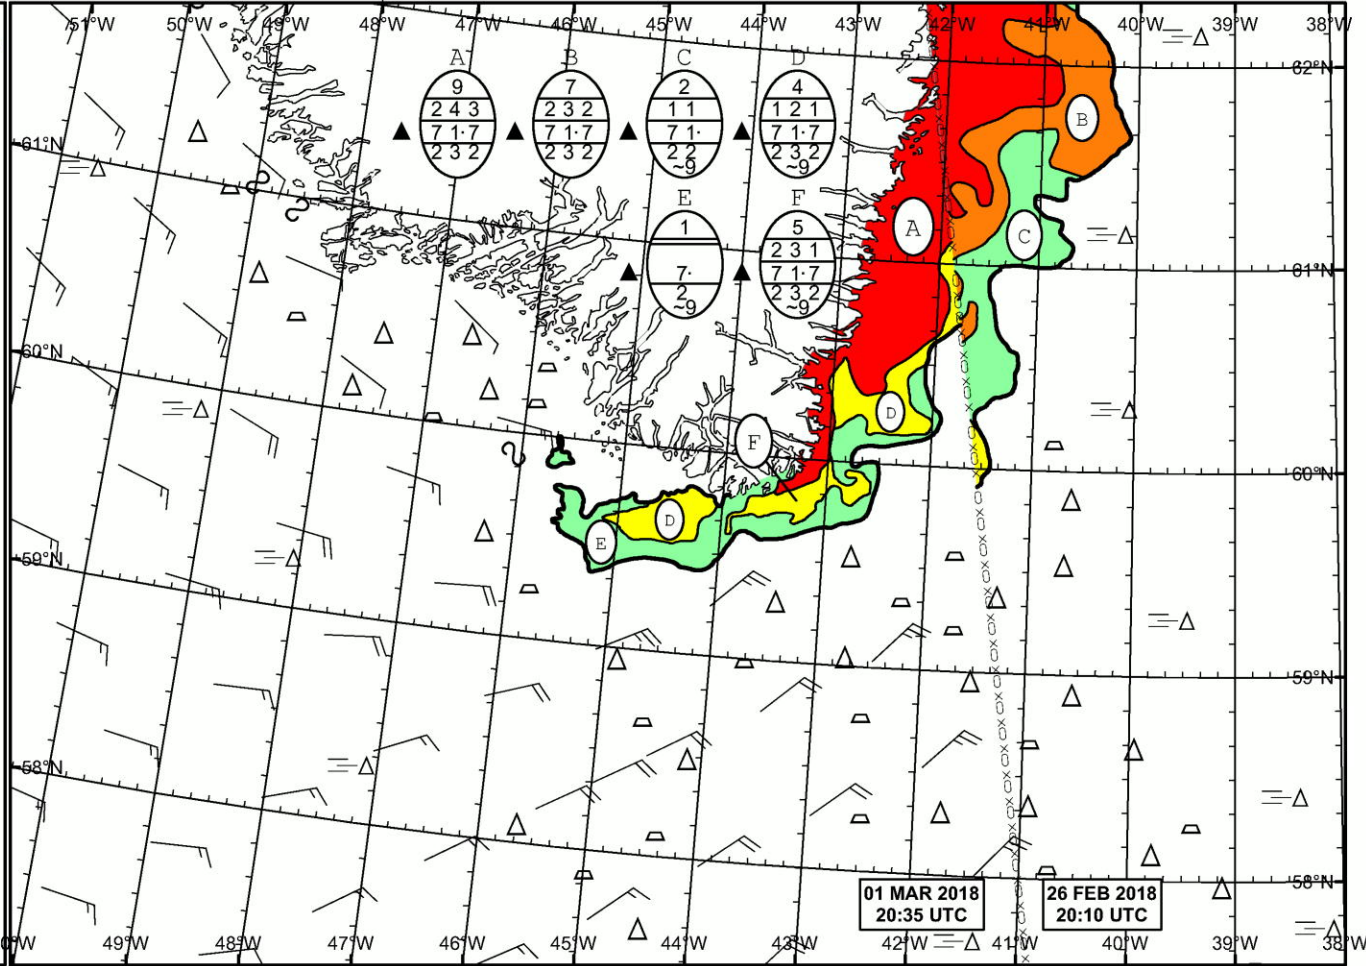 51°W 50°W 49°W 48°W 47°W 46°W 45°W 44°W 43°W 42°W 41°W 40°W 39°W 38°W
A B C D
9 7 2 4
2 4 3 2 3 2 1 1 1 2 1
7 1· 7 7 1· 7 7 1· 7 1· 7
2 3 2 2 3 2 2 2 2 3 2
~9 ~9
62°N
B
61°N
E F
1 5
2 3 1
7· 7 1· 7
2 2 3 2
~9 ~9
A
C
61°N
60°N
D
F
60°N
D
E
59°N
59°N
58°N
58°N
01 MAR 2018
20:35 UTC
26 FEB 2018
20:10 UTC
0°W 49°W 48°W 47°W 46°W 45°W 44°W 43°W 42°W 41°W 40°W 39°W 38°W